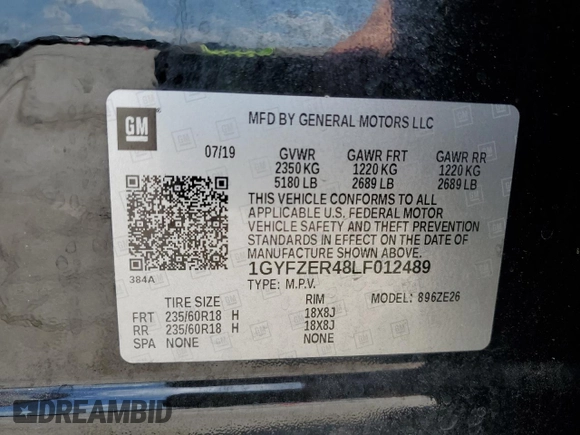 GM
MFD BY GENERAL MOTORS LLC
07/19 GVWR GAWR FRT GAWR RR
2350 KG 1220 KG 1220 KG
5180 LB 2689 LB 2689 LB
THIS VEHICLE CONFORMS TO ALL
APPLICABLE U.S. FEDERAL MOTOR
VEHICLE SAFETY AND THEFT PREVENTION
STANDARDS IN EFFECT ON THE DATE OF
MANUFACTURE SHOWN ABOVE.
384A 1GYFZER48LF012489
TYPE: M.P.V.
TIRE SIZE RIM MODEL: 896ZE26
FRT 235/60R18 H 18X8J
RR 235/60R18 H 18X8J
SPA NONE NONE
DREAMBID